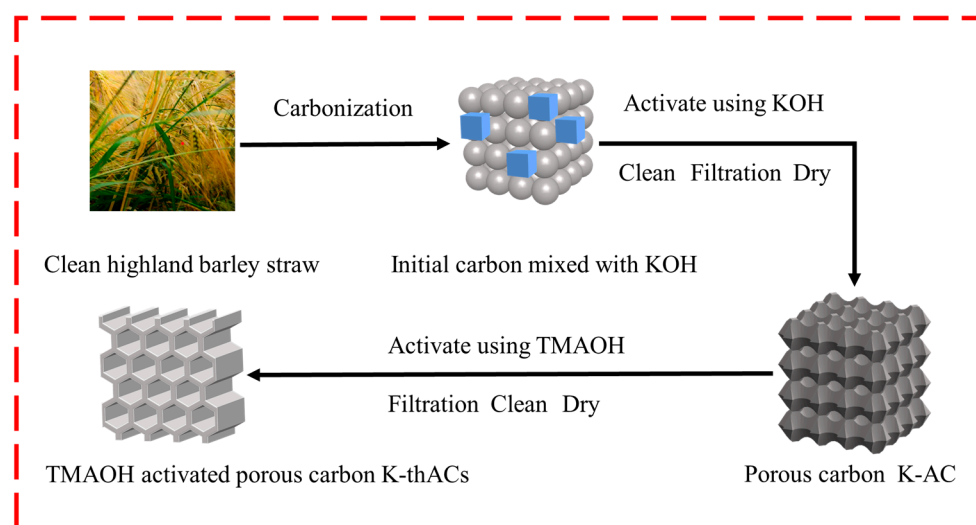 Carbonization
Activate using KOH
Clean Filtration Dry
Clean highland barley straw
Initial carbon mixed with KOH
Activate using TMAOH
Filtration Clean Dry
TMAOH activated porous carbon K-thACs
Porous carbon K-AC